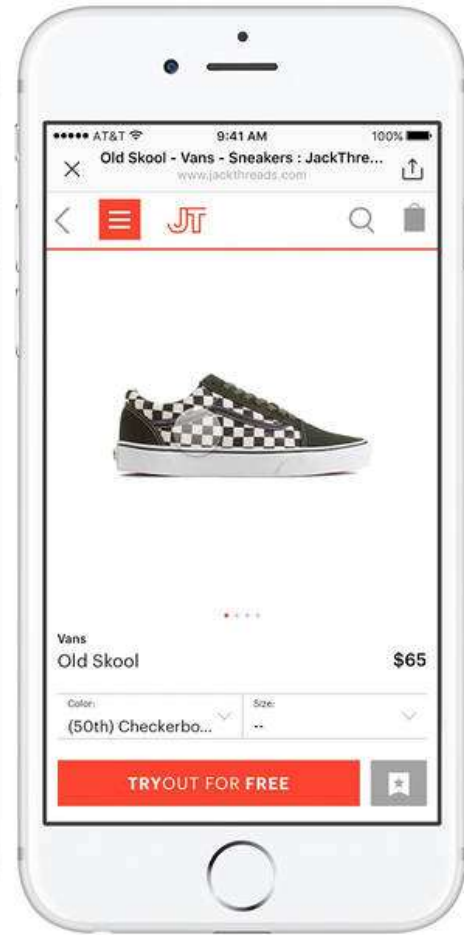 AT&T 9:41 AM 100%
Old Skool - Vans - Sneakers : JackThre...
www.jackthreads.com
JT
Vans
Old Skool $65
Color: Size:
(50th) Checkerbo... --
TRYOUT FOR FREE